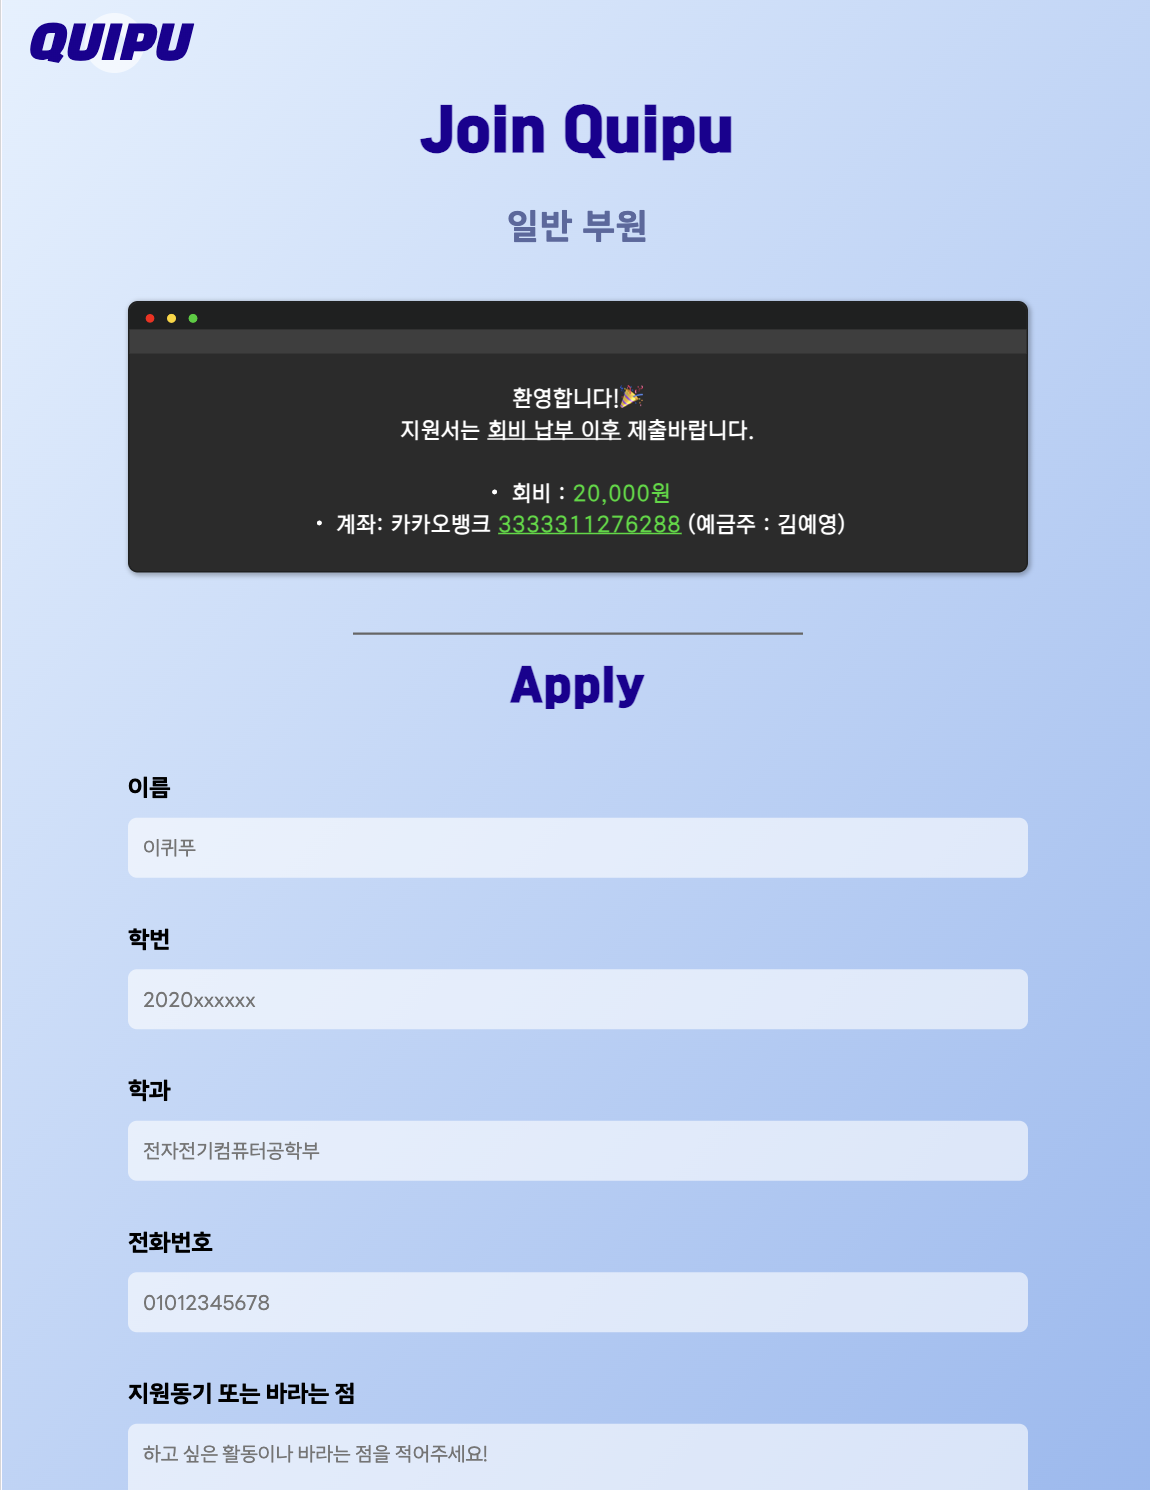 QUIPU
Join Quipu
일반 부원
환영합니다!🎉
지원서는 회비 납부 이후 제출바랍니다.
• 회비 : 20,000원
• 계좌: 카카오뱅크 3333311276288 (예금주 : 김예영)
Apply
이름
이퀴푸
학번
2020xxxxxx
학과
전자전기컴퓨터공학부
전화번호
01012345678
지원동기 또는 바라는 점
하고 싶은 활동이나 바라는 점을 적어주세요!